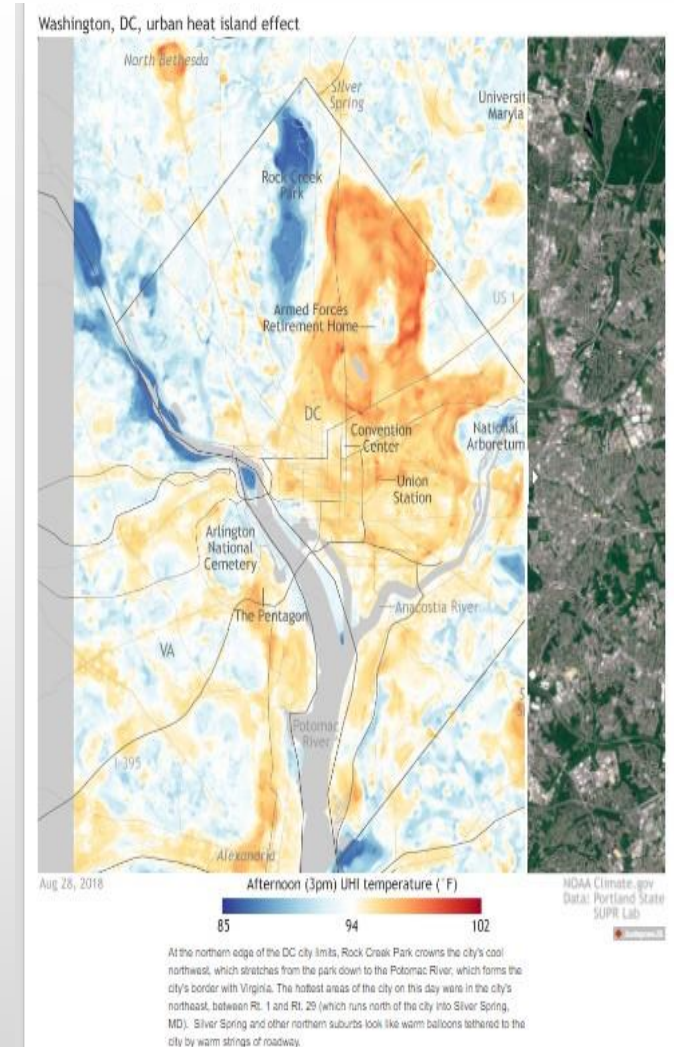 Washington, DC, urban heat island effect
North Bethesda
Silver
Spring
Universit
Maryla
Rock Creek
Park
US 1
Armed Forces
Retirement Home
DC
Convention
Center
National
Arboretum
Union
Station
Arlington
National
Cemetery
The Pentagon
Anacostia River
VA
Potomac
River
I-395
Alexandria
Aug 28, 2018
Afternoon (3pm) UHI temperature (°F)
85
94
102
NOAA Climate.gov
Data: Portland State
SUPR Lab
At the northern edge of the DC city limits, Rock Creek Park crowns the city's cool
northwest, which stretches from the park down to the Potomac River, which forms the
city's border with Virginia. The hottest areas of the city on this day were in the city's
northeast, between Rt. 1 and Rt. 29 (which runs north of the city into Silver Spring,
MD). Silver Spring and other northern suburbs look like warm balloons tethered to the
city by warm strings of roadway.